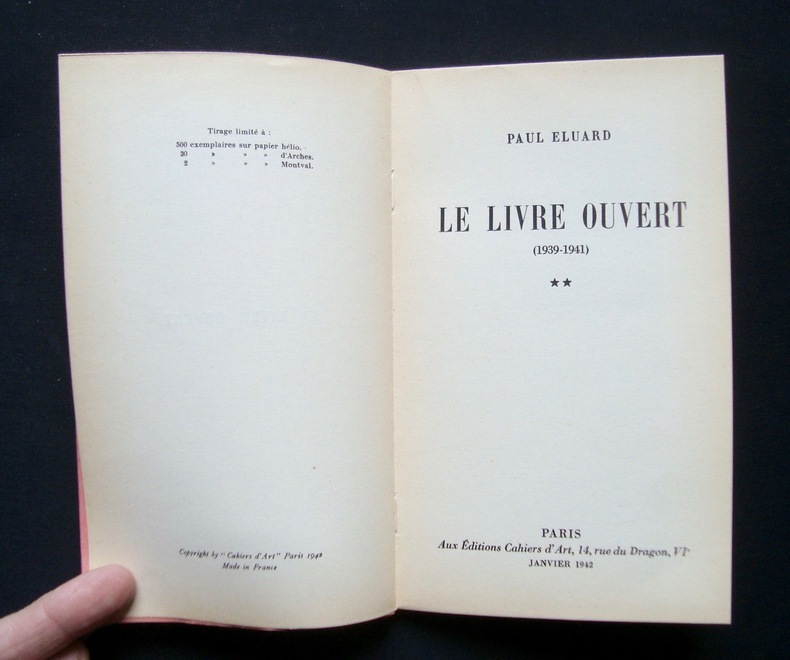 Tirage limité à :
500 exemplaires sur papier hélio.
30 » » » d'Arches.
2 » » » Montval.
Copyright by "Cahiers d'Art" Paris 1942
Made in France
PAUL ELUARD
LE LIVRE OUVERT
(1939-1941)
★★
PARIS
Aux Éditions Cahiers d'Art, 14, rue du Dragon, VIᵉ
JANVIER 1942